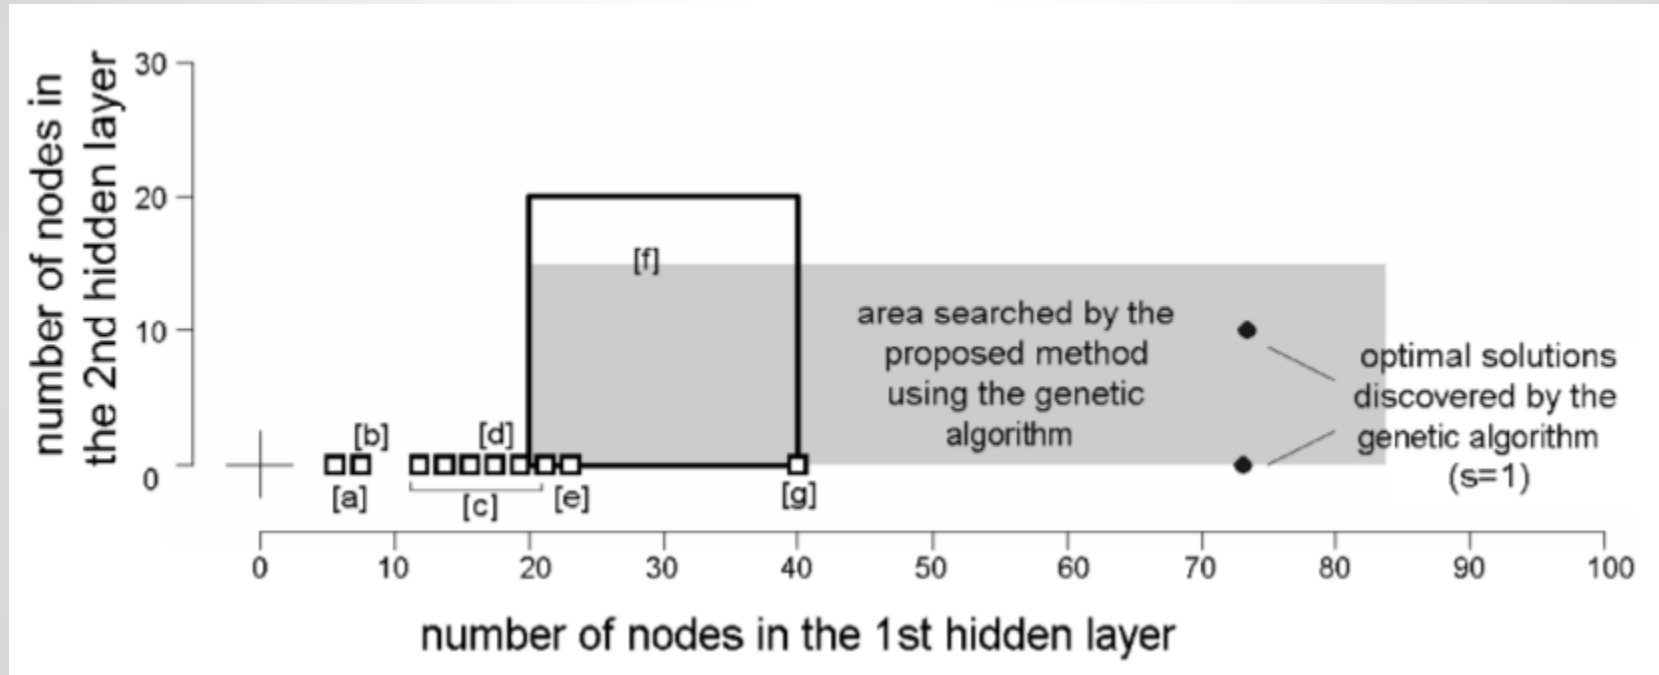 number of nodes in
the 2nd hidden layer
30
20
10
0
[f]
area searched by the
proposed method
using the genetic
algorithm
optimal solutions
discovered by the
genetic algorithm
(s=1)
[b]
[d]
[a]
[c]
[e]
[g]
0 10 20 30 40 50 60 70 80 90 100
number of nodes in the 1st hidden layer